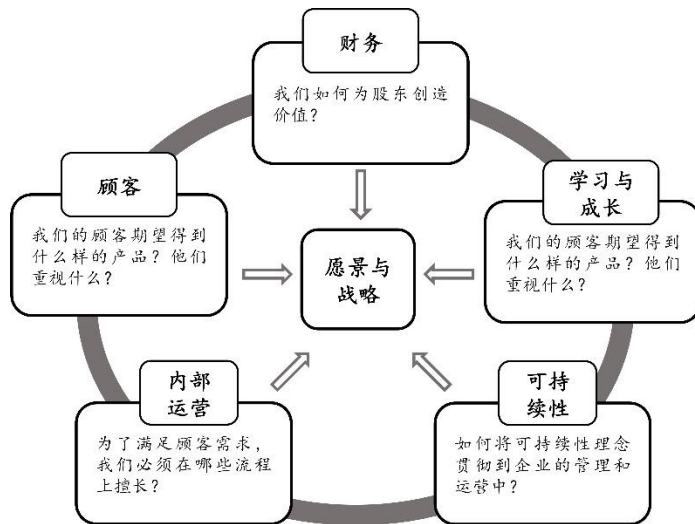 财务
我们如何为股东创造
价值？
顾客
我们的顾客期望得到
什么样的产品？他们
重视什么？
学习与
成长
我们的顾客期望得到
什么样的产品？他们
重视什么？
愿景与
战略
内部
运营
为了满足顾客需求，
我们必须在哪些流程
上擅长？
可持
续性
如何将可持续性理念
贯彻到企业的管理和
运营中？